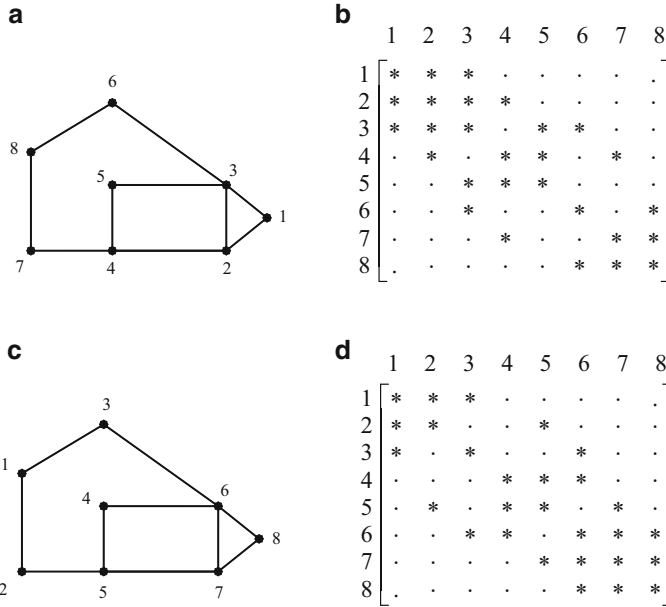 a
6
8
5
3
1
7
4
2
b
1 2 3 4 5 6 7 8
1 * * * . . . . .
2 * * * * . . . .
3 * * * . * * . .
4 . * . * * . * .
5 . . * * * . . .
6 . . * . . * . *
7 . . . * . . * *
8 . . . . . * * *
c
3
1
4
6
8
2
5
7
d
1 2 3 4 5 6 7 8
1 * * * . . . . .
2 * * . . * . . .
3 * . * . . * . .
4 . . . * * * . .
5 . * . * * . * .
6 . . * * . * * *
7 . . . . * * * *
8 . . . . . * * *